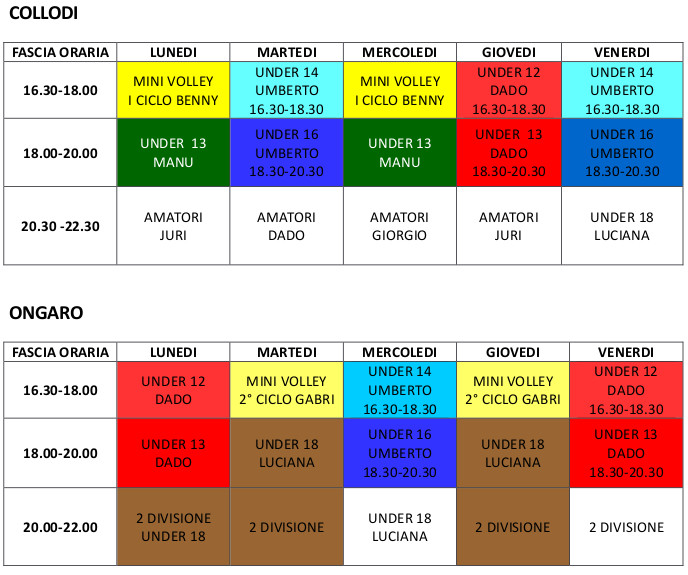 COLLODI
FASCIA ORARIA LUNEDI MARTEDI MERCOLEDI GIOVEDI VENERDI
16.30-18.00
MINI VOLLEY
I CICLO BENNY
UNDER 14
UMBERTO
16.30-18.30
MINI VOLLEY
I CICLO BENNY
UNDER 12
DADO
16.30-18.30
UNDER 14
UMBERTO
16.30-18.30
18.00-20.00
UNDER 13
MANU
UNDER 16
UMBERTO
18.30-20.30
UNDER 13
MANU
UNDER 13
DADO
18.30-20.30
UNDER 16
UMBERTO
18.30-20.30
20.30 -22.30
AMATORI
JURI
AMATORI
DADO
AMATORI
GIORGIO
AMATORI
JURI
UNDER 18
LUCIANA
ONGARO
FASCIA ORARIA LUNEDI MARTEDI MERCOLEDI GIOVEDI VENERDI
16.30-18.00
UNDER 12
DADO
MINI VOLLEY
2° CICLO GABRI
UNDER 14
UMBERTO
16.30-18.30
MINI VOLLEY
2° CICLO GABRI
UNDER 12
DADO
16.30-18.30
18.00-20.00
UNDER 13
DADO
UNDER 18
LUCIANA
UNDER 16
UMBERTO
18.30-20.30
UNDER 18
LUCIANA
UNDER 13
DADO
18.30-20.30
20.00-22.00
2 DIVISIONE
UNDER 18
2 DIVISIONE
UNDER 18
LUCIANA
2 DIVISIONE
2 DIVISIONE